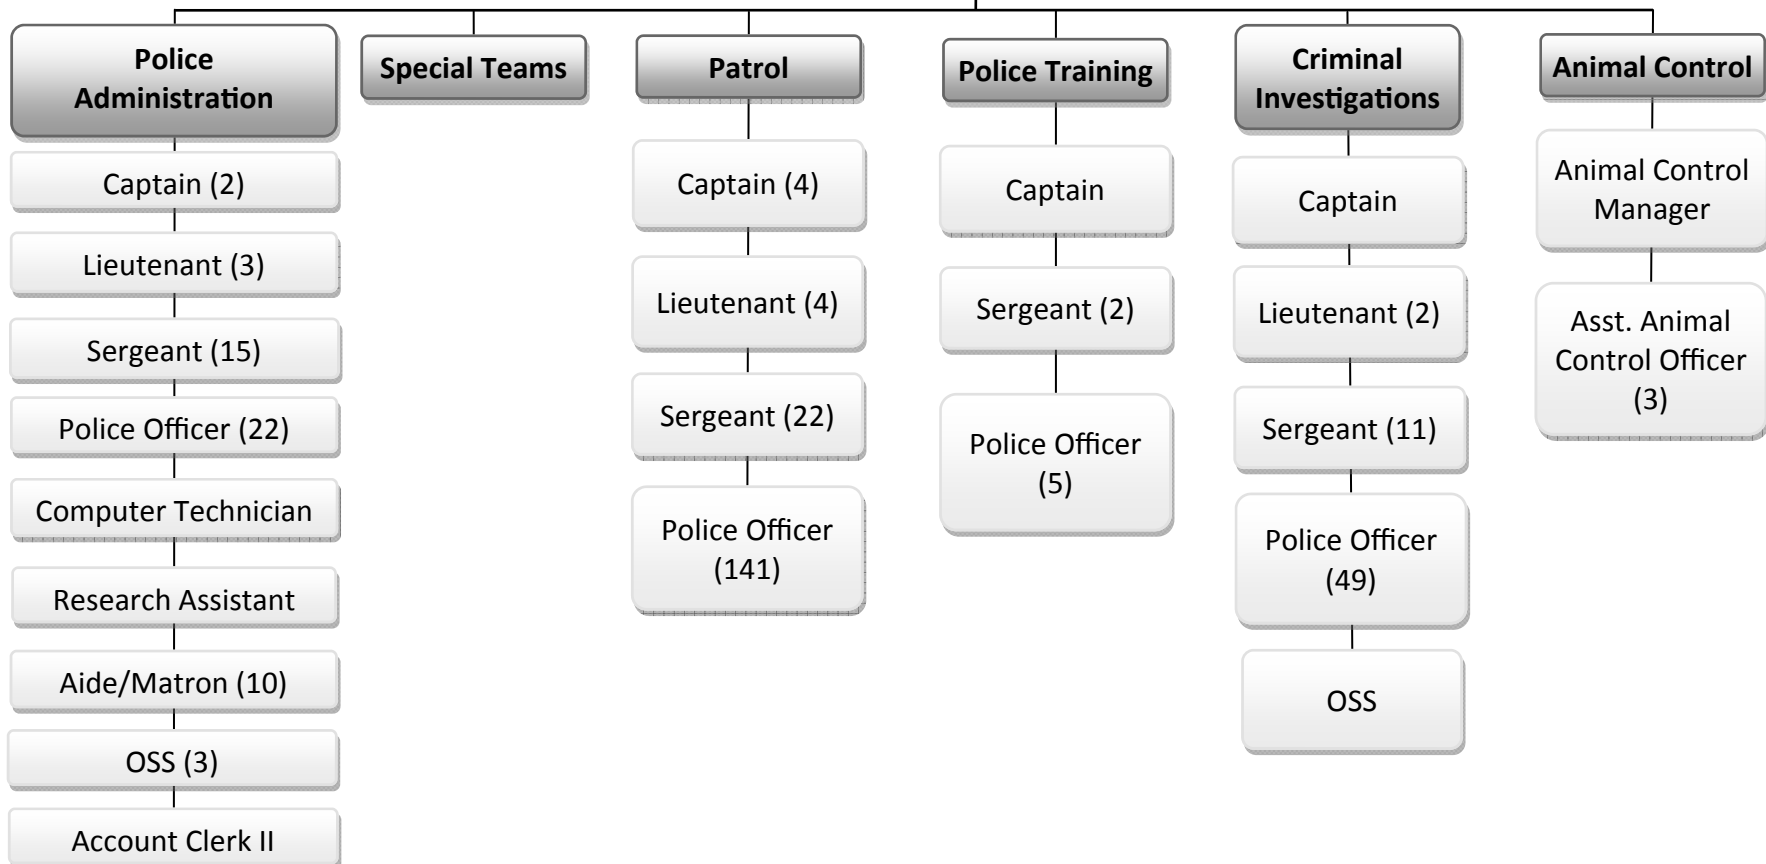 Police
Administration
Captain (2)
Lieutenant (3)
Sergeant (15)
Police Officer (22)
Computer Technician
Research Assistant
Aide/Matron (10)
OSS (3)
Account Clerk II
Special Teams
Patrol
Captain (4)
Lieutenant (4)
Sergeant (22)
Police Officer
(141)
Police Training
Captain
Sergeant (2)
Police Officer
(5)
Criminal
Investigations
Captain
Lieutenant (2)
Sergeant (11)
Police Officer
(49)
OSS
Animal Control
Animal Control
Manager
Asst. Animal
Control Officer
(3)